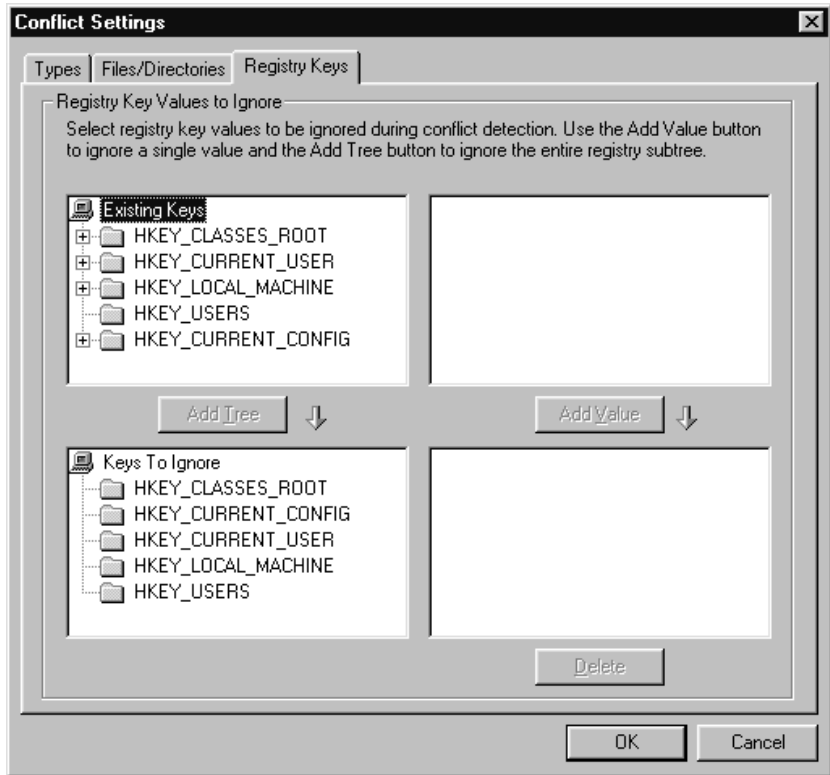 Conflict Settings
Types
Files/Directories
Registry Keys
Registry Key Values to Ignore
Select registry key values to be ignored during conflict detection. Use the Add Value button
to ignore a single value and the Add Tree button to ignore the entire registry subtree.
Existing Keys
HKEY_CLASSES_ROOT
HKEY_CURRENT_USER
HKEY_LOCAL_MACHINE
HKEY_USERS
HKEY_CURRENT_CONFIG
Add Tree
Add Value
Keys To Ignore
HKEY_CLASSES_ROOT
HKEY_CURRENT_CONFIG
HKEY_CURRENT_USER
HKEY_LOCAL_MACHINE
HKEY_USERS
Delete
OK
Cancel